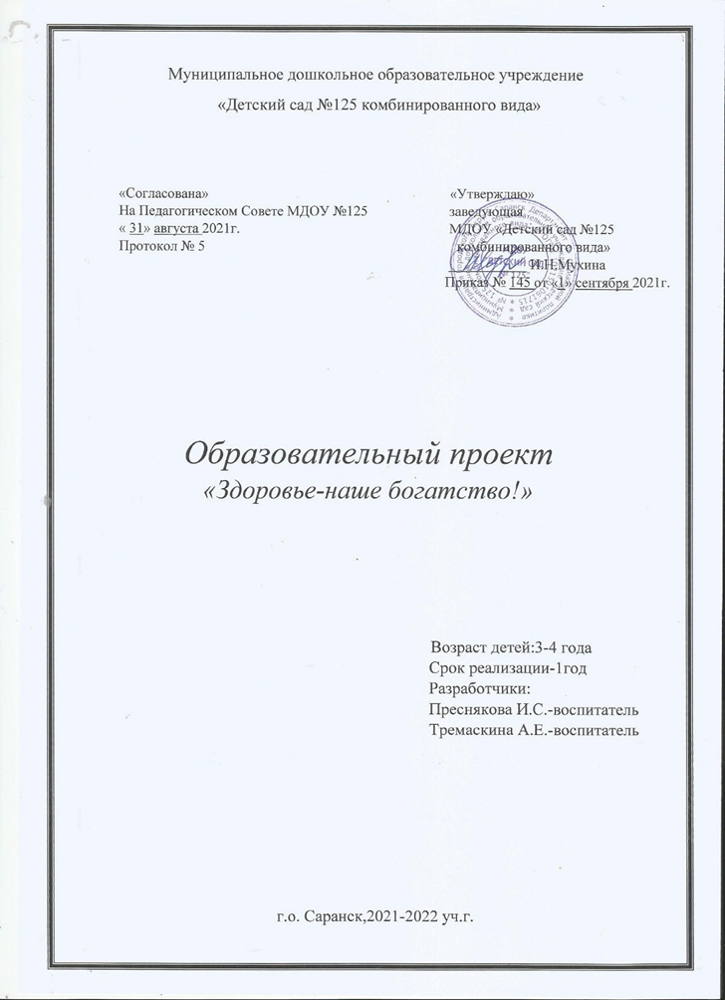 Муниципальное дошкольное образовательное учреждение
«Детский сад №125 комбинированного вида»
«Согласована»
На Педагогическом Совете МДОУ №125
« 31» августа 2021г.
Протокол № 5
«Утверждаю»
заведующая
МДОУ «Детский сад №125
комбинированного вида»
И.Н.Мухина
Приказ № 145 от «1» сентября 2021г.
Образовательный проект
«Здоровье-наше богатство!»
Возраст детей:3-4 года
Срок реализации-1год
Разработчики:
Преснякова И.С.-воспитатель
Тремаскина А.Е.-воспитатель
г.о. Саранск,2021-2022 уч.г.